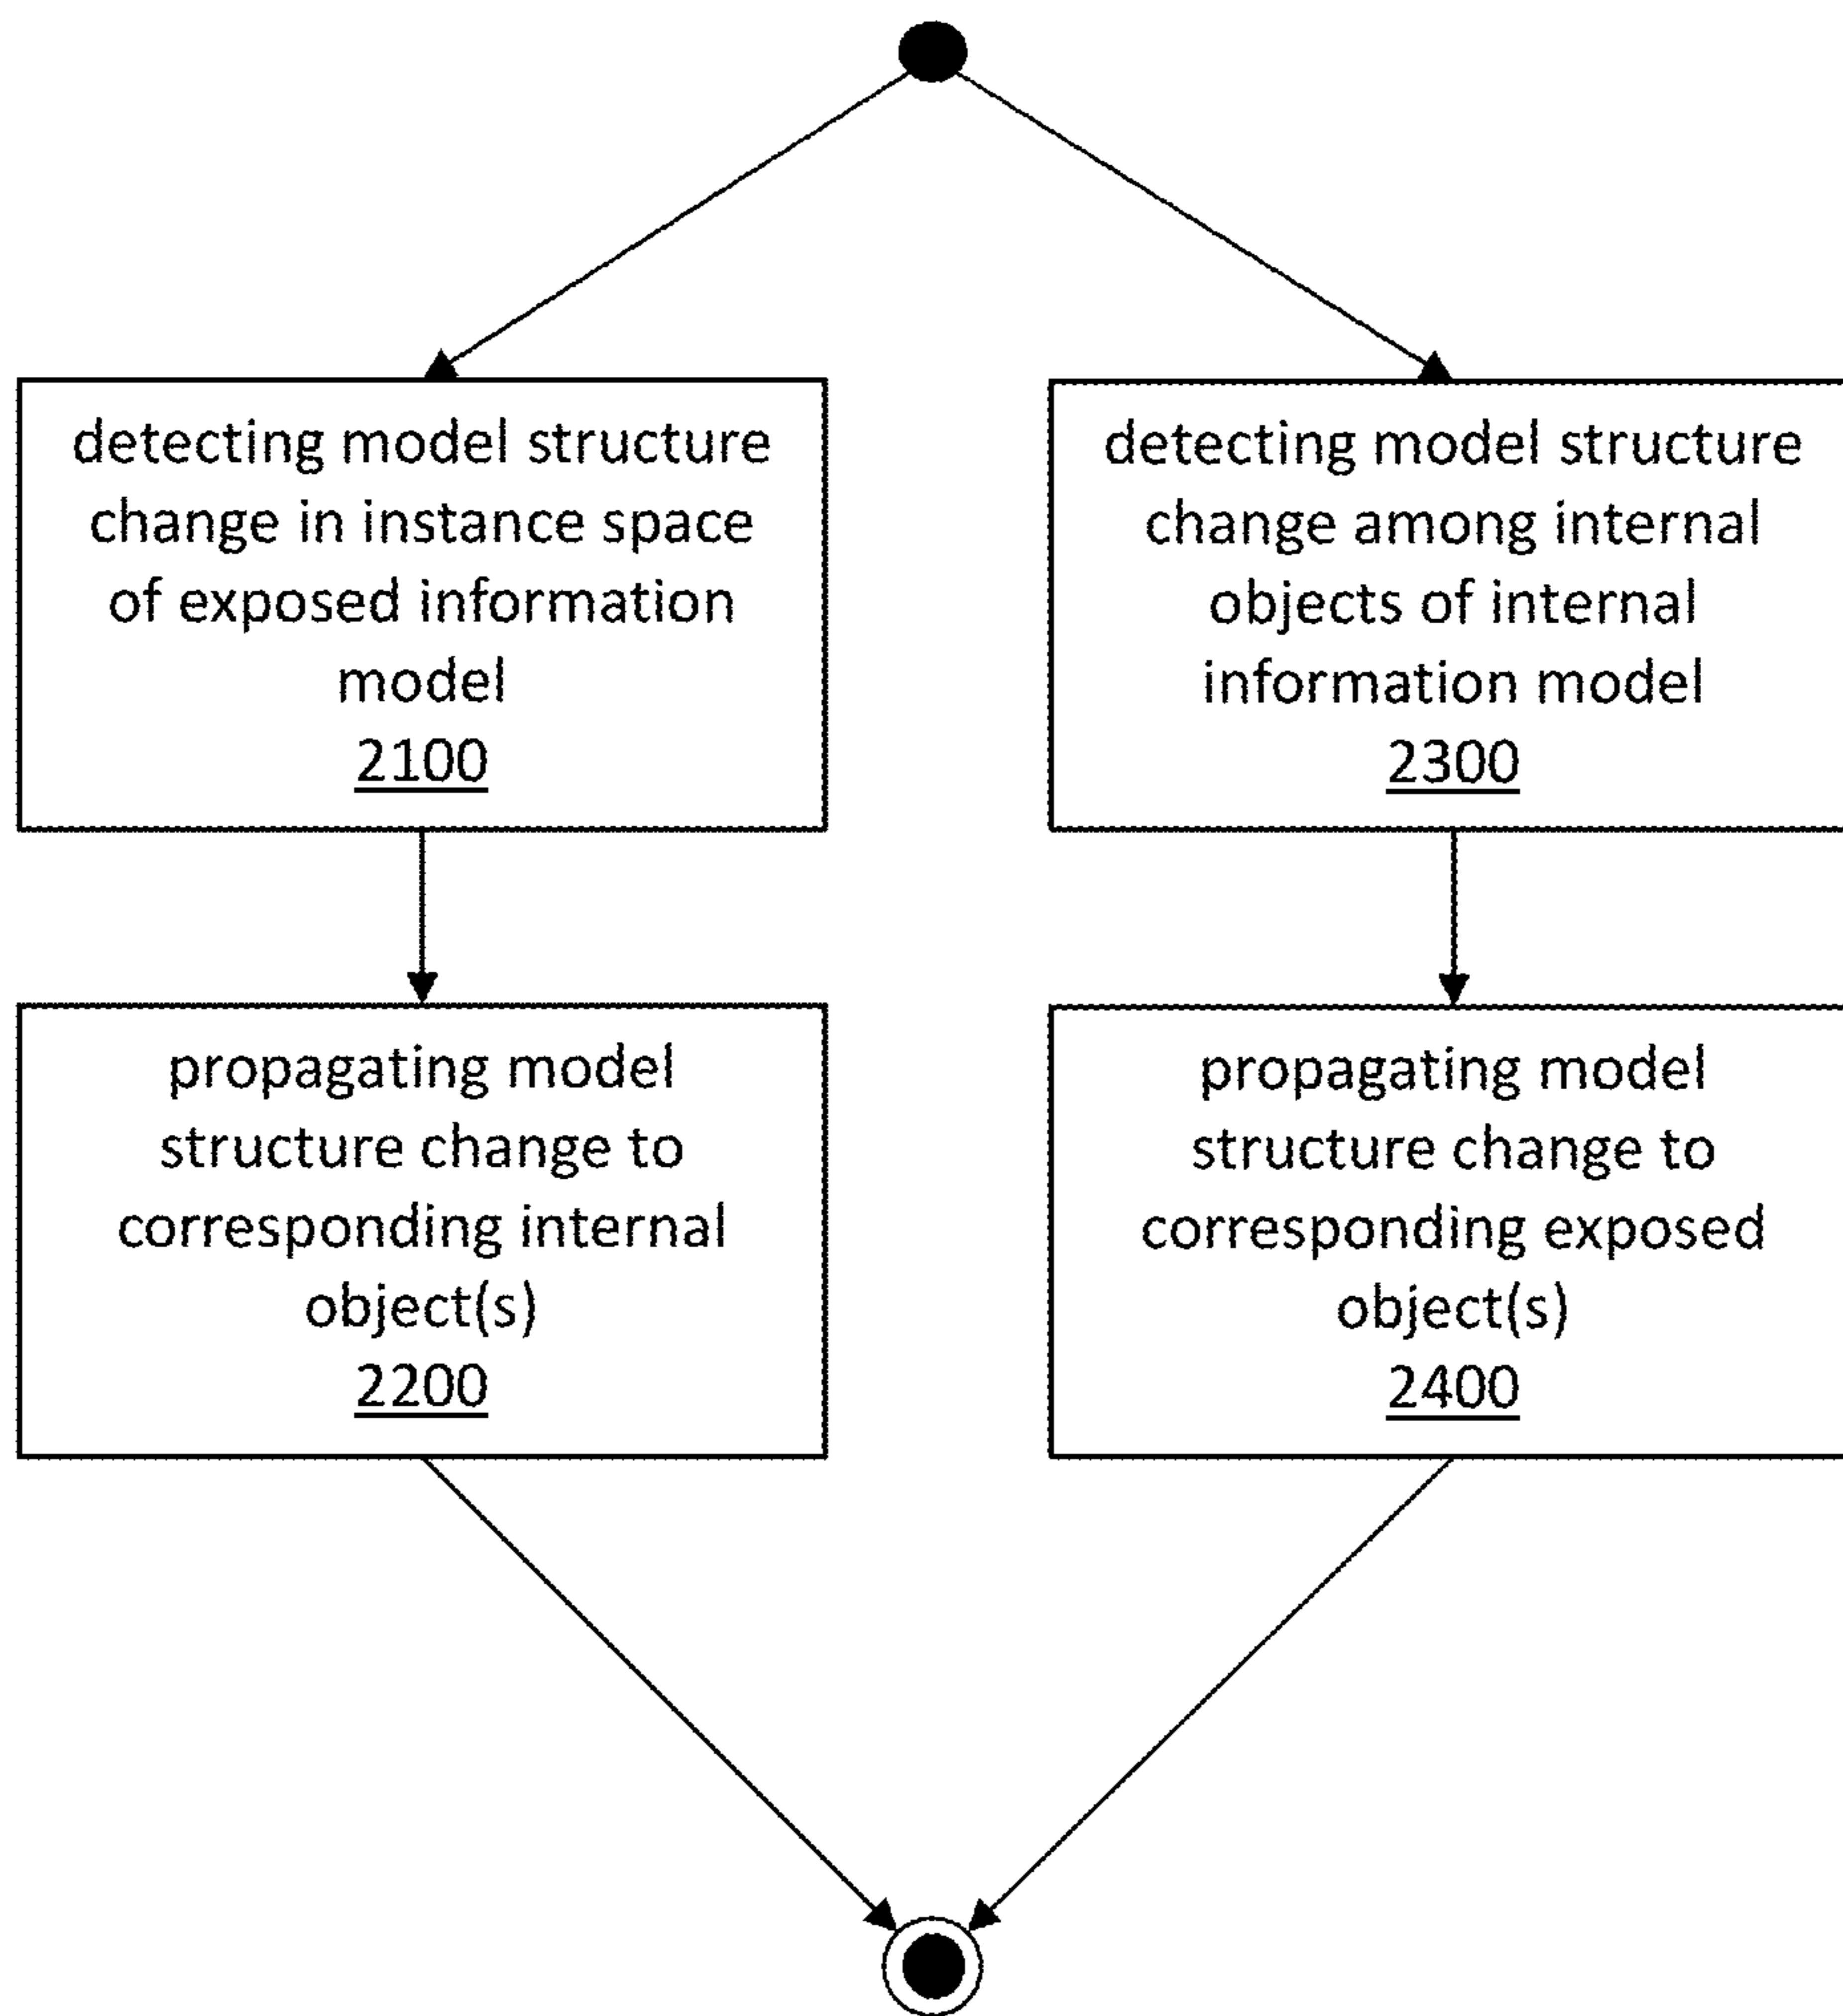 detecting model structure
change in instance space
of exposed information
model
2100
detecting model structure
change among internal
objects of internal
information model
2300
propagating model
structure change to
corresponding internal
object(s)
2200
propagating model
structure change to
corresponding exposed
object(s)
2400